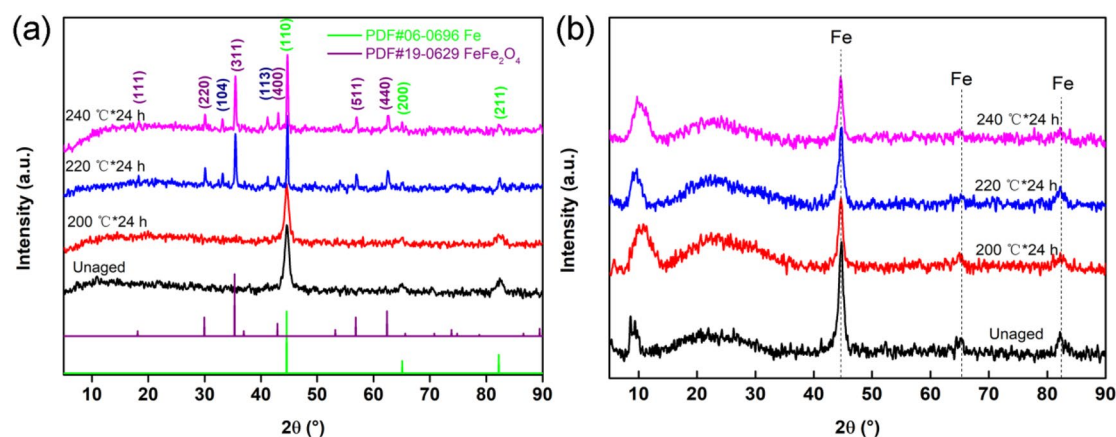 (a)
PDF#06-0696 Fe
PDF#19-0629 FeFe₂O₄
(111)
(220)
(104)
(311)
(113)
(400)
(110)
(511)
(440)
(200)
(211)
240 ℃*24 h
220 ℃*24 h
200 ℃*24 h
Unaged
Intensity (a.u.)
10 20 30 40 50 60 70 80 90
2θ (°)
(b)
Fe
Fe
Fe
240 ℃*24 h
220 ℃*24 h
200 ℃*24 h
Unaged
Intensity (a.u.)
10 20 30 40 50 60 70 80 90
2θ (°)